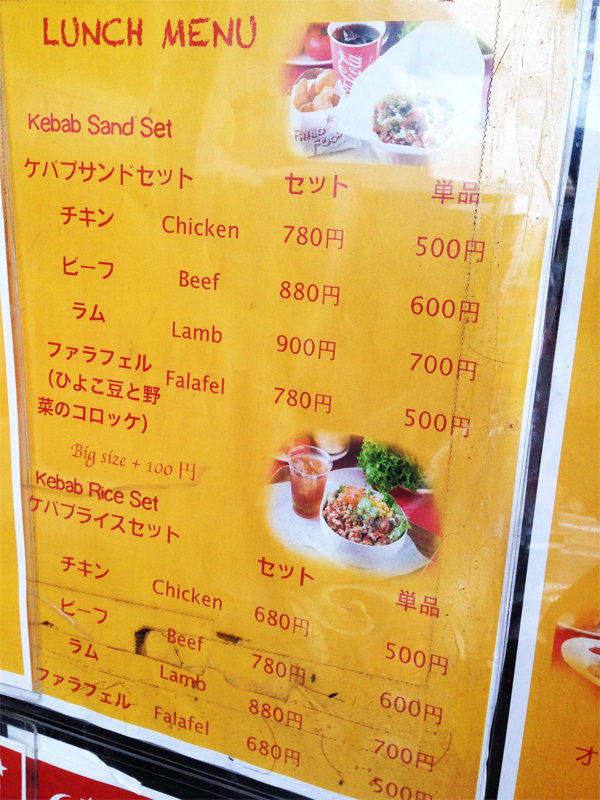 LUNCH MENU
Coca-Cola
FRIED
FOOD
Kebab Sand Set
ケバブサンドセット セット 単品
チキン Chicken 780円 500円
ビーフ Beef 880円 600円
ラム Lamb 900円 700円
ファラフェル Falafel 780円 500円
(ひよこ豆と野
菜のコロッケ)
Big size + 100 円
Kebab Rice Set
ケバブライスセット セット 単品
チキン Chicken 680円 500円
ビーフ Beef 780円 600円
ラム Lamb 880円 700円
ファラフェル Falafel 680円 500円
オ